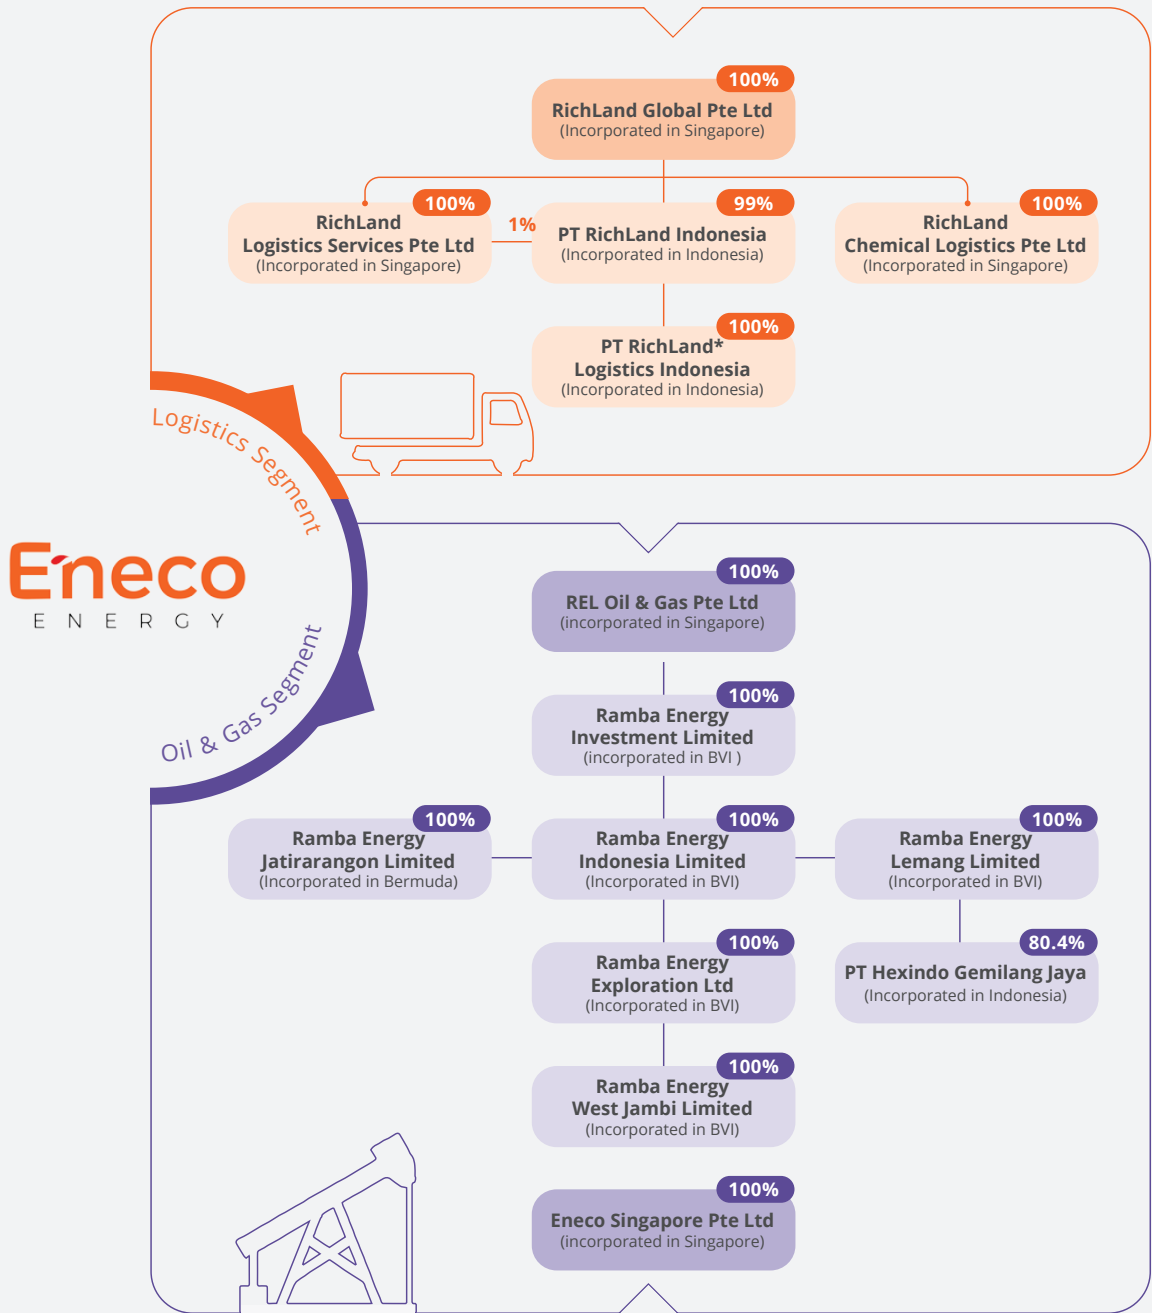 100%
RichLand Global Pte Ltd
(Incorporated in Singapore)
100%
RichLand
Logistics Services Pte Ltd
(Incorporated in Singapore)
1%
99%
PT RichLand Indonesia
(Incorporated in Indonesia)
100%
RichLand
Chemical Logistics Pte Ltd
(Incorporated in Singapore)
100%
PT RichLand*
Logistics Indonesia
(Incorporated in Indonesia)
Logistics Segment
Eneco
ENERGY
Oil & Gas Segment
100%
REL Oil & Gas Pte Ltd
(incorporated in Singapore)
100%
Ramba Energy
Investment Limited
(incorporated in BVI )
100%
Ramba Energy
Jatirarangon Limited
(Incorporated in Bermuda)
100%
Ramba Energy
Indonesia Limited
(Incorporated in BVI)
100%
Ramba Energy
Lemang Limited
(Incorporated in BVI)
100%
Ramba Energy
Exploration Ltd
(Incorporated in BVI)
80.4%
PT Hexindo Gemilang Jaya
(Incorporated in Indonesia)
100%
Ramba Energy
West Jambi Limited
(Incorporated in BVI)
100%
Eneco Singapore Pte Ltd
(incorporated in Singapore)